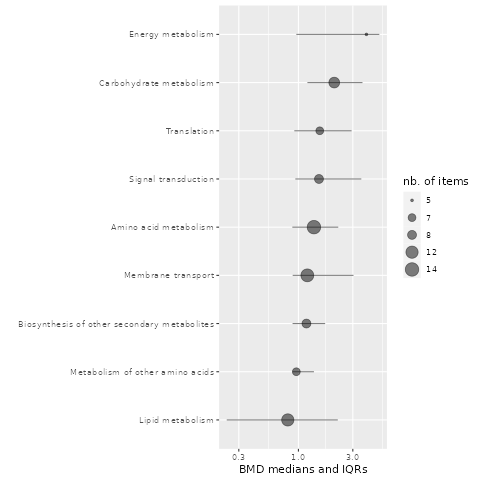 Energy metabolism
Carbohydrate metabolism
Translation
Signal transduction
Amino acid metabolism
Membrane transport
Biosynthesis of other secondary metabolites
Metabolism of other amino acids
Lipid metabolism
0.3 1.0 3.0
BMD medians and IQRs
nb. of items
5
7
8
12
14